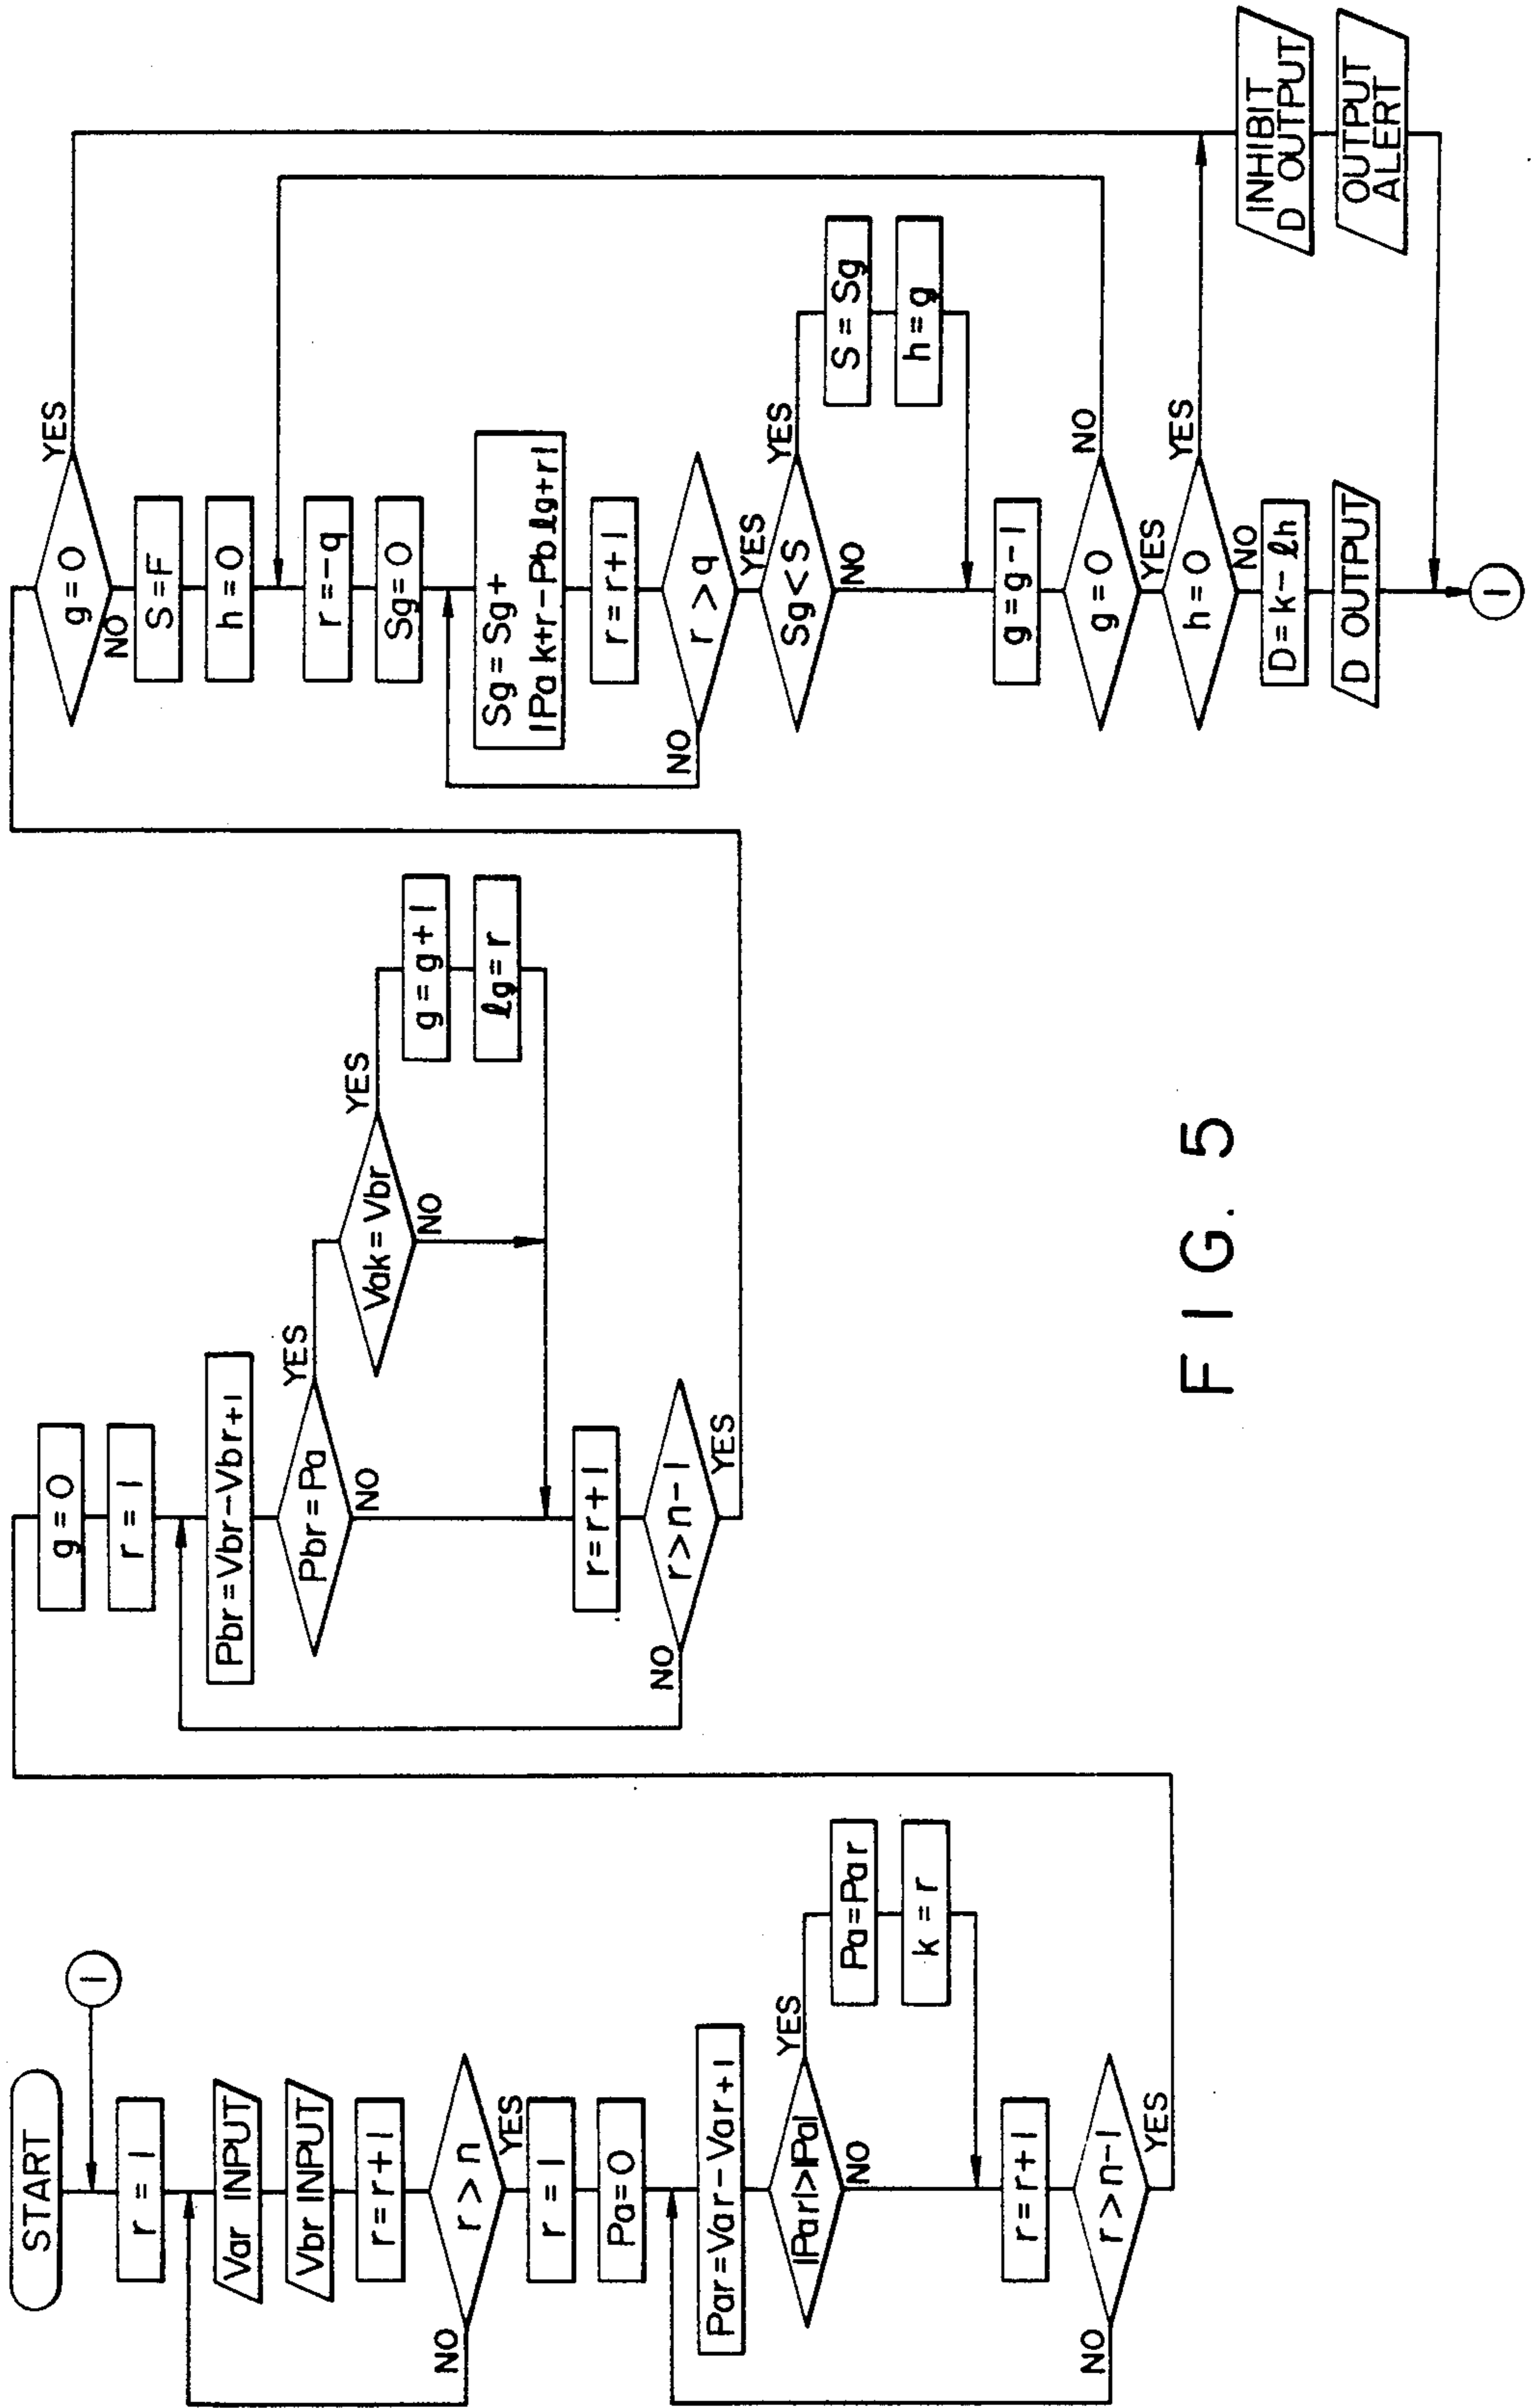 START
1
r = 1
Var INPUT
Vbr INPUT
r = r+1
r > n
NO
YES
r = 1
Pa = 0
Par = Var - Var+1
|Par|>|Pa|
YES
NO
Pa = Par
k = r
r = r+1
r > n-1
NO
YES
g = 0
r = 1
Pbr = Vbr - Vbr+1
Pbr = Pa
YES
NO
Vak = Vbr
YES
NO
g = g + 1
ℓg = r
r = r + 1
r > n-1
NO
YES
g = 0
YES
NO
S = F
h = 0
r = -q
Sg = 0
Sg = Sg +
|Pa k+r - Pb ℓg+r|
r = r+1
r > q
NO
YES
Sg < S
YES
NO
S = Sg
h = g
g = g - 1
g = 0
NO
YES
h = 0
YES
NO
D = k - ℓh
D OUTPUT
INHIBIT
D OUTPUT
OUTPUT
ALERT
1
FIG. 5